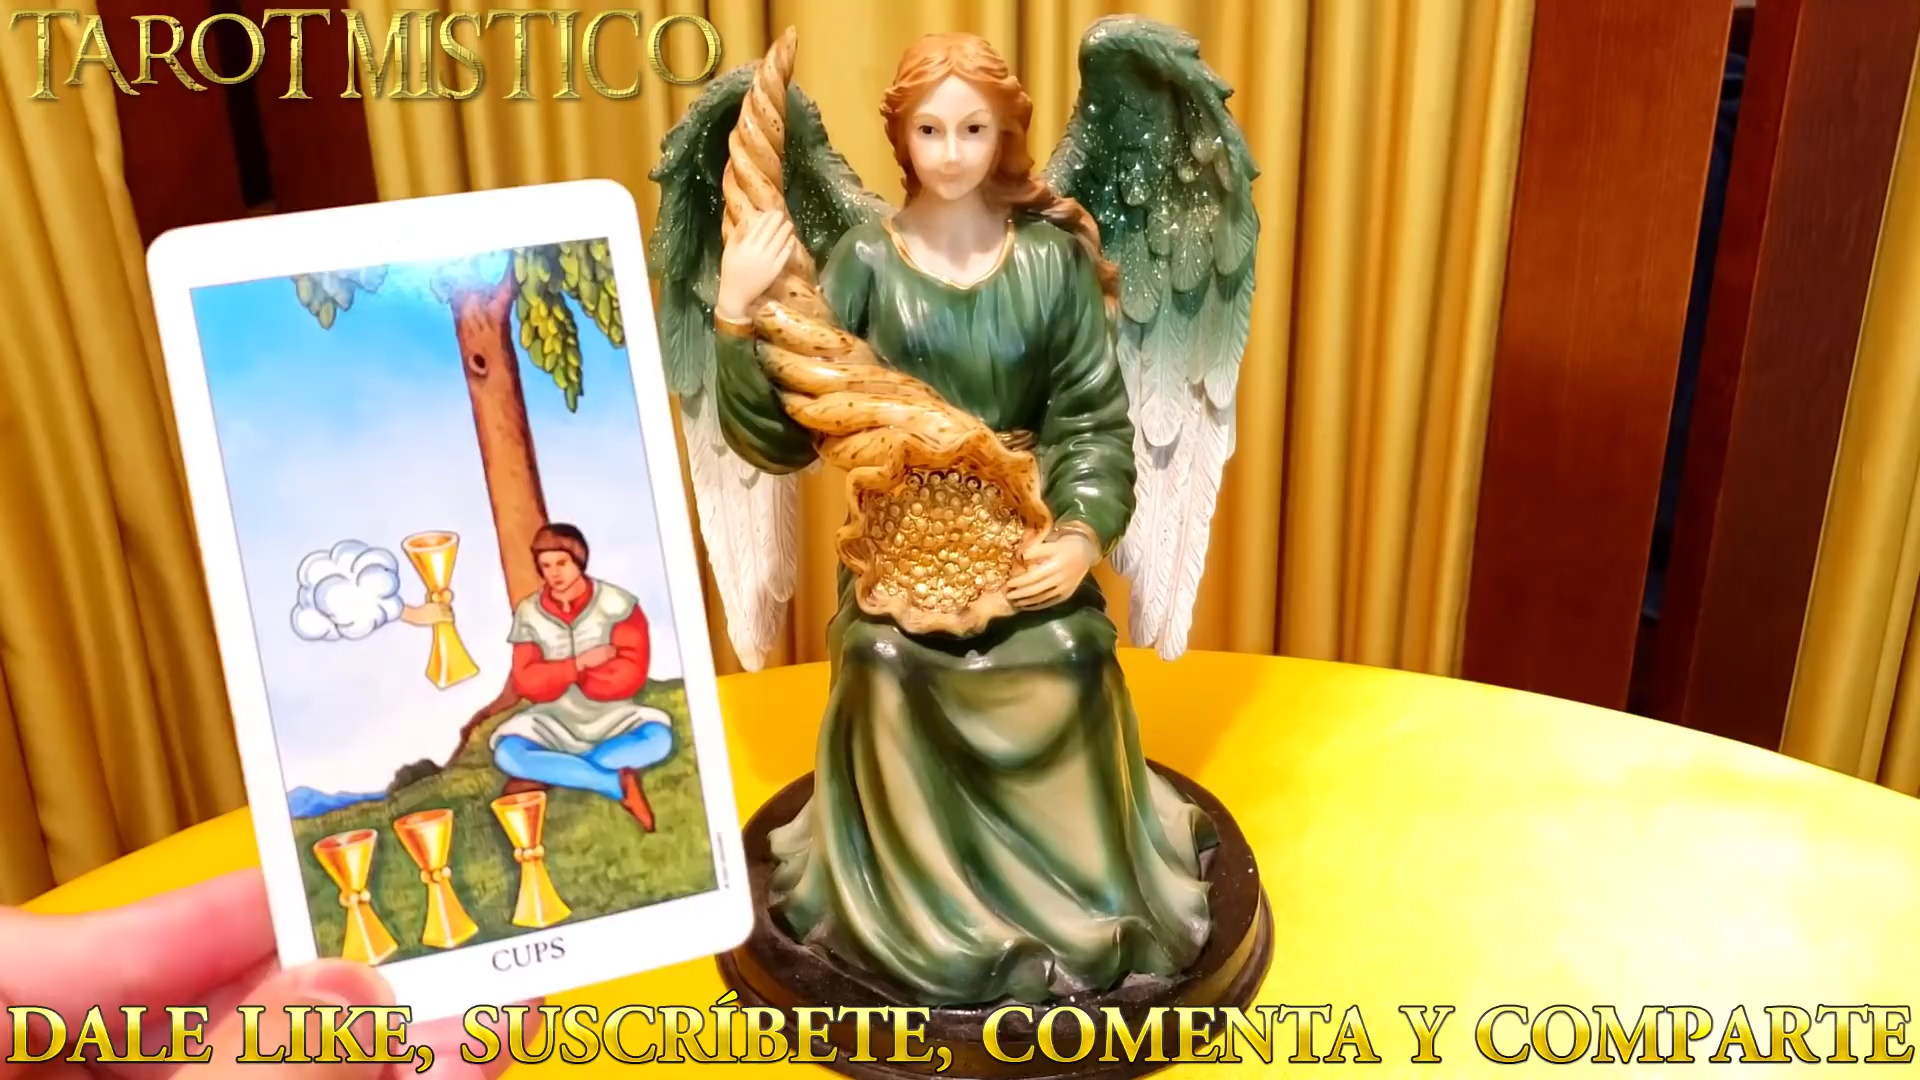 TAROT MISTICO
CUPS
DALE LIKE, SUSCRÍBETE, COMENTA Y COMPARTE